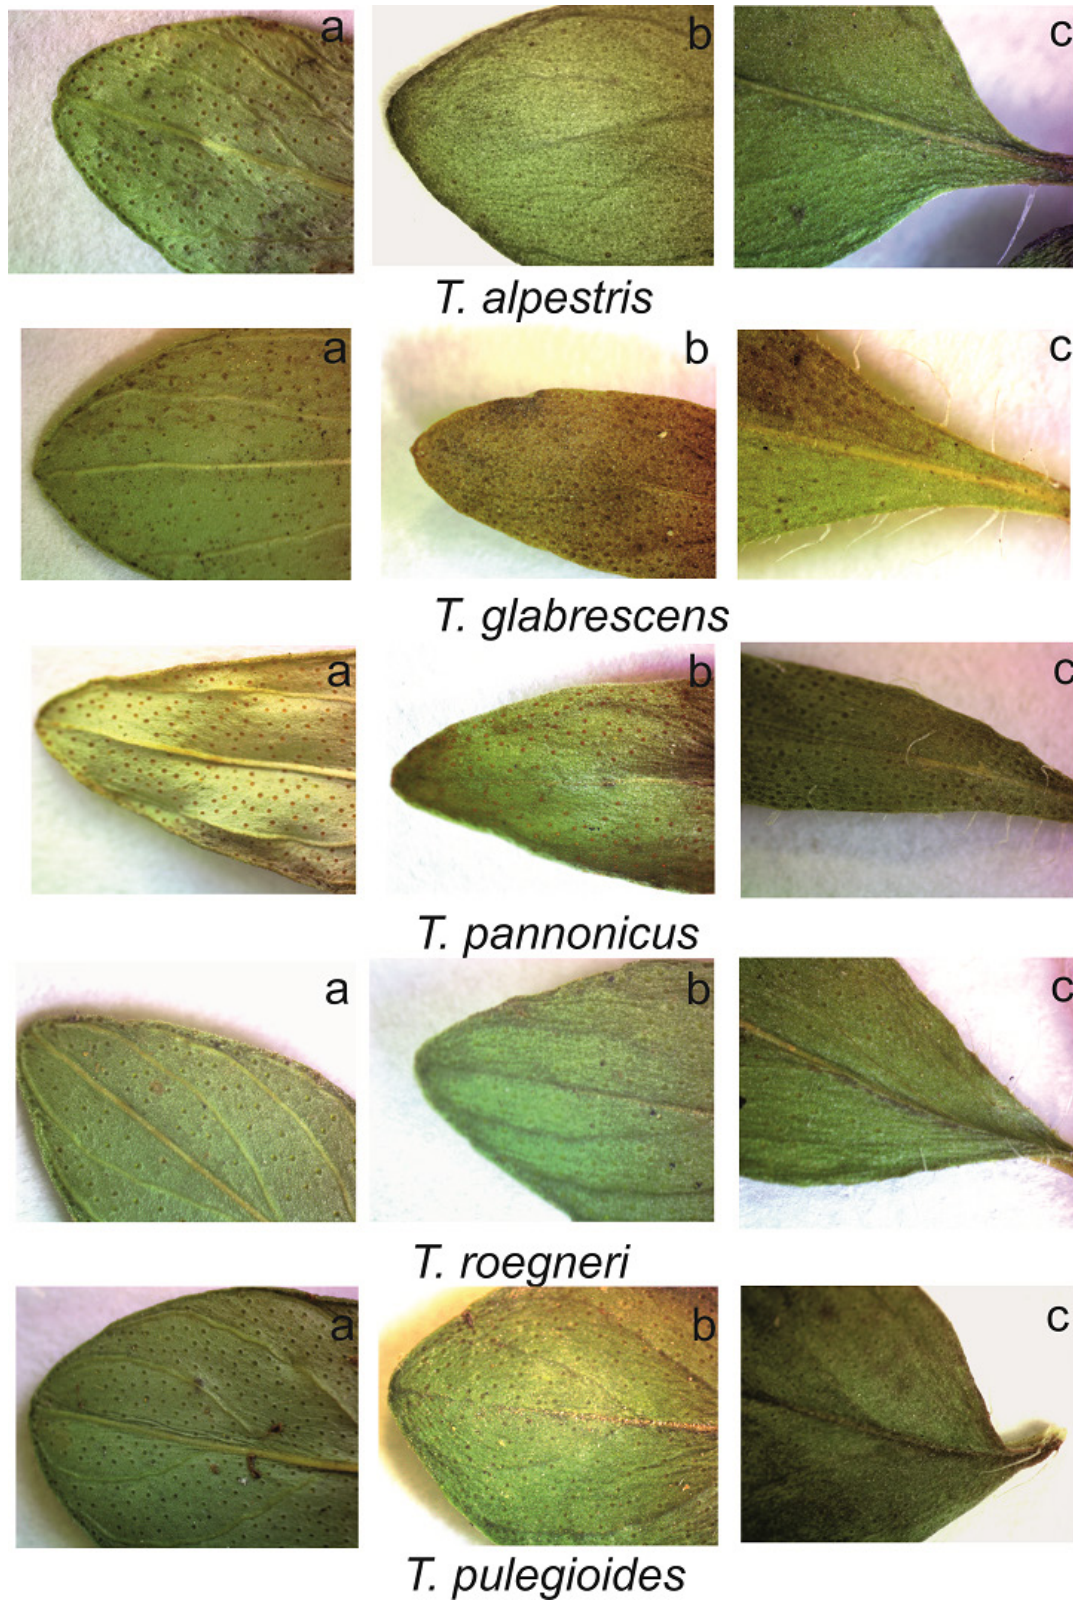 a b c
T. alpestris
a b c
T. glabrescens
a b c
T. pannonicus
a b c
T. roegneri
a b c
T. pulegioides